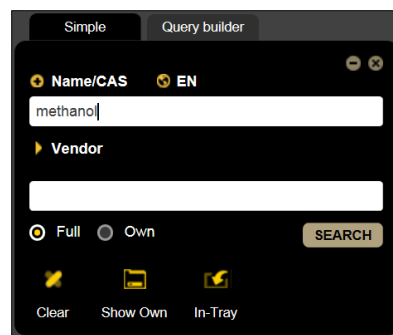 Simple Query builder
Name/CAS EN
methanol
Vendor
Full Own SEARCH
Clear Show Own In-Tray